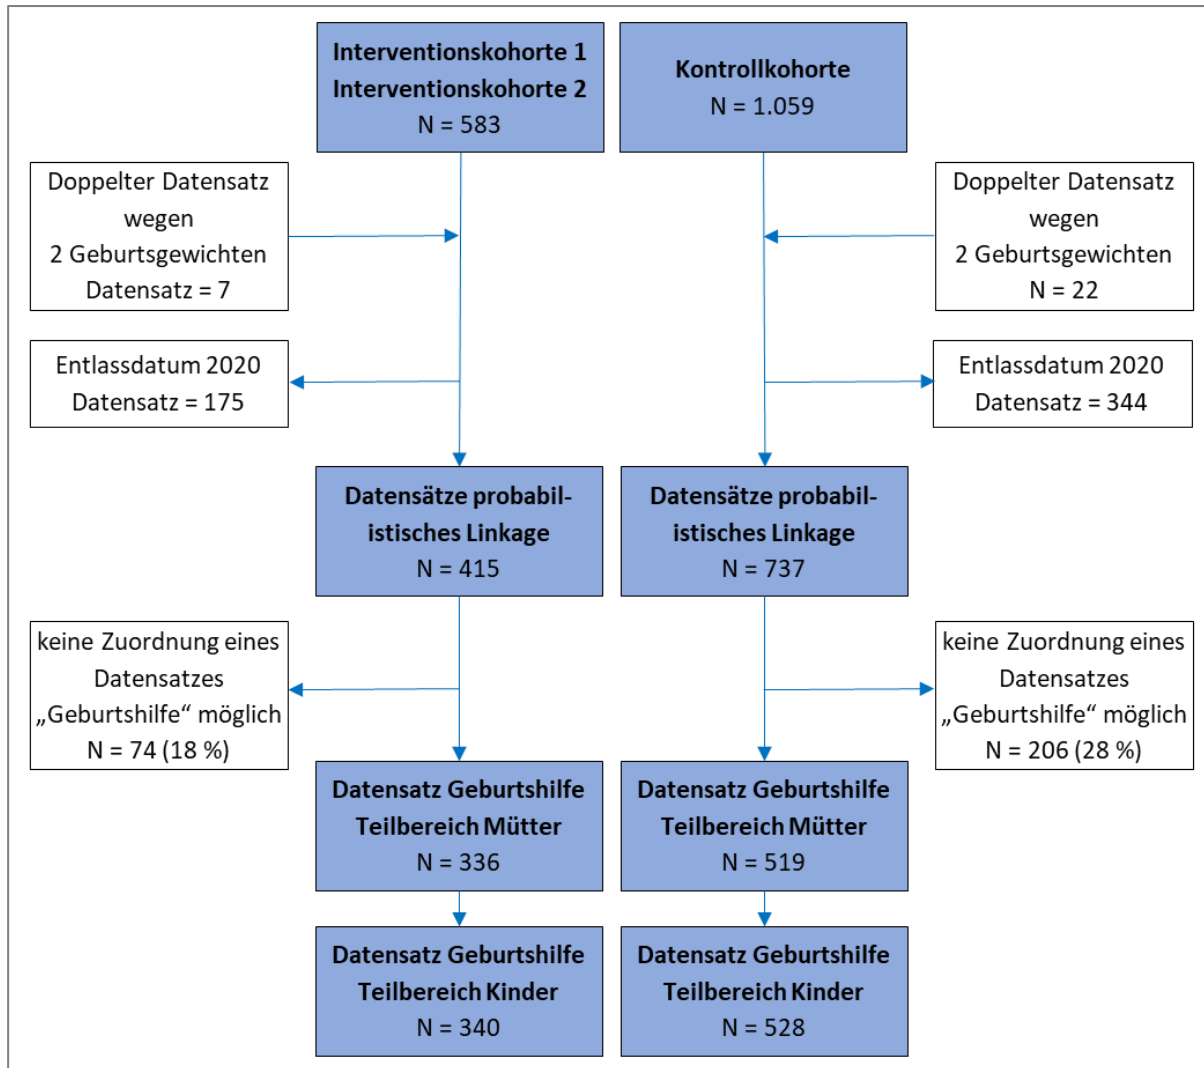 Interventionskohorte 1
Interventionskohorte 2
N = 583
Kontrollkohorte
N = 1.059
Doppelter Datensatz
wegen
2 Geburtsgewichten
Datensatz = 7
Doppelter Datensatz
wegen
2 Geburtsgewichten
N = 22
Entlassdatum 2020
Datensatz = 175
Entlassdatum 2020
Datensatz = 344
Datensätze probabil-
istisches Linkage
N = 415
Datensätze probabil-
istisches Linkage
N = 737
keine Zuordnung eines
Datensatzes
„Geburtshilfe“ möglich
N = 74 (18 %)
keine Zuordnung eines
Datensatzes
„Geburtshilfe“ möglich
N = 206 (28 %)
Datensatz Geburtshilfe
Teilbereich Mütter
N = 336
Datensatz Geburtshilfe
Teilbereich Mütter
N = 519
Datensatz Geburtshilfe
Teilbereich Kinder
N = 340
Datensatz Geburtshilfe
Teilbereich Kinder
N = 528